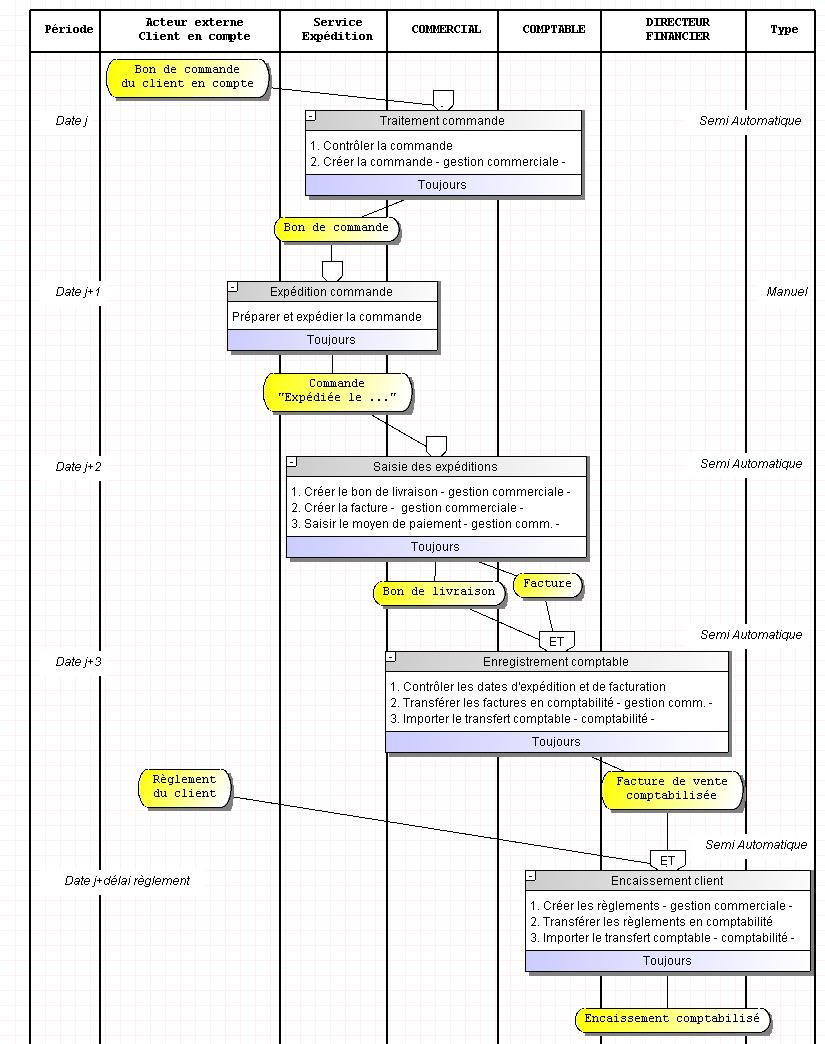 Période
Acteur externe
Client en compte
Service
Expédition
COMMERCIAL
COMPTABLE
DIRECTEUR
FINANCIER
Type
Bon de commande
du client en compte
Date j
Traitement commande
Semi Automatique
1. Contrôler la commande
2. Créer la commande - gestion commerciale -
Toujours
Bon de commande
Date j+1
Expédition commande
Manuel
Préparer et expédier la commande
Toujours
Commande
"Expédiée le ..."
Date j+2
Saisie des expéditions
Semi Automatique
1. Créer le bon de livraison - gestion commerciale -
2. Créer la facture - gestion commerciale -
3. Saisir le moyen de paiement - gestion comm. -
Toujours
Bon de livraison
Facture
ET
Semi Automatique
Date j+3
Enregistrement comptable
1. Contrôler les dates d'expédition et de facturation
2. Transférer les factures en comptabilité - gestion comm. -
3. Importer le transfert comptable - comptabilité -
Toujours
Règlement
du client
Facture de vente
comptabilisée
Semi Automatique
ET
Date j+délai règlement
Encaissement client
1. Créer les règlements - gestion commerciale -
2. Transférer les règlements en comptabilité
3. Importer le transfert comptable - comptabilité -
Toujours
Encaissement comptabilisé